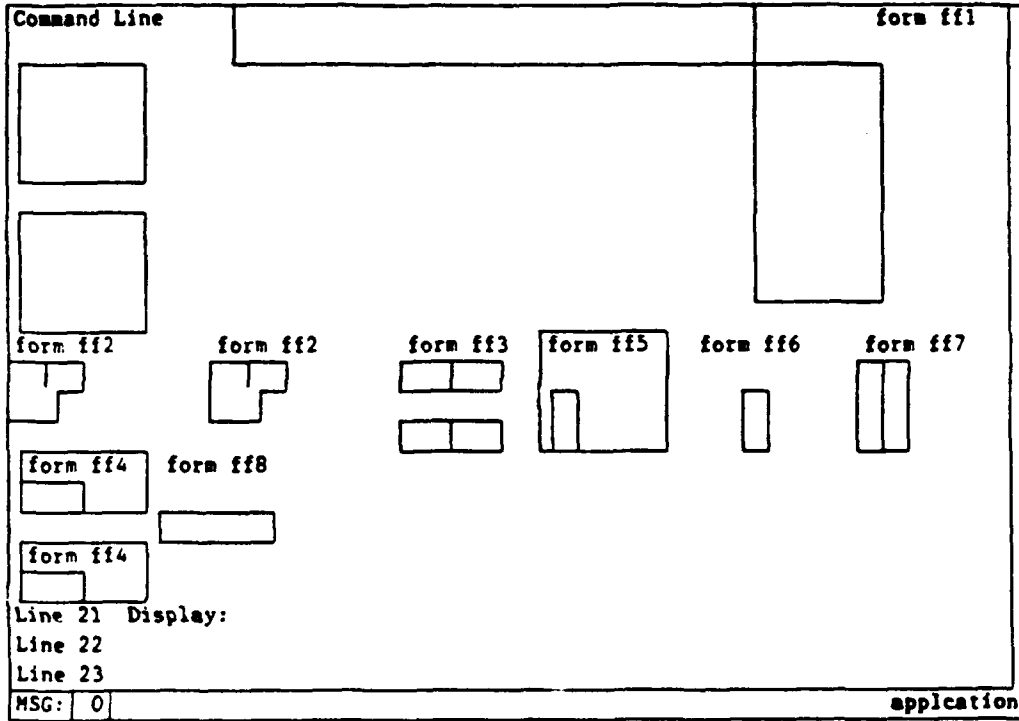 Command Line form ff1
form ff2 form ff2 form ff3 form ff5 form ff6 form ff7
form ff4 form ff8
form ff4
Line 21 Display:
Line 22
Line 23
MSG: 0 applcation